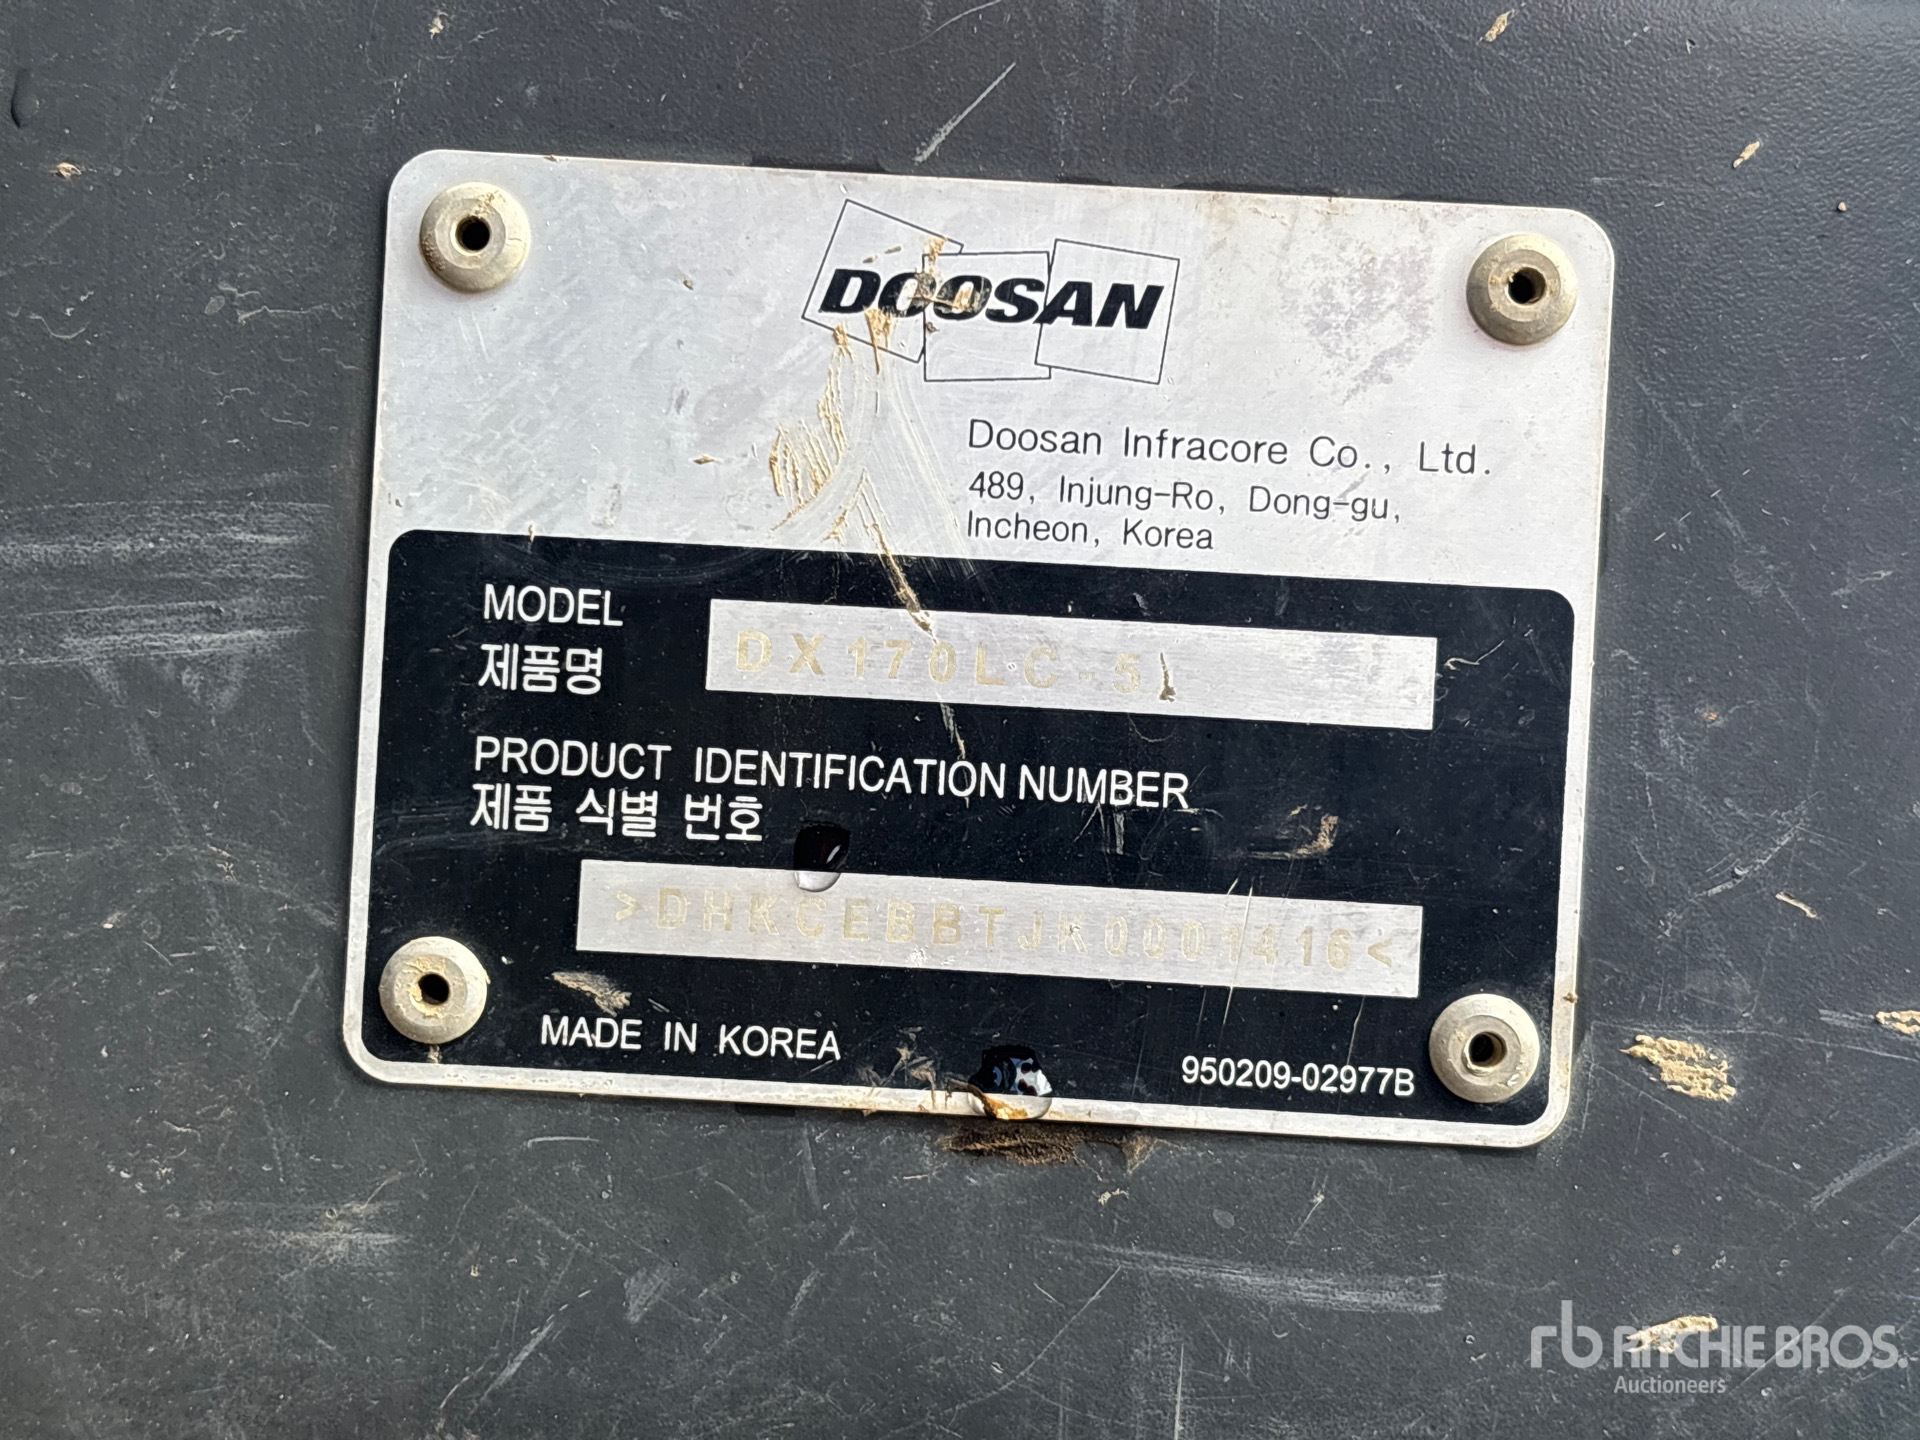 DOOSAN
Doosan Infracore Co., Ltd.
489, Injung-Ro, Dong-gu,
Incheon, Korea
MODEL
제품명
DX170LC-5
PRODUCT IDENTIFICATION NUMBER
제품 식별 번호
>DHKCEBBTJK0001416<
MADE IN KOREA
950209-02977B
rb RITCHIE BROS.
Auctioneers